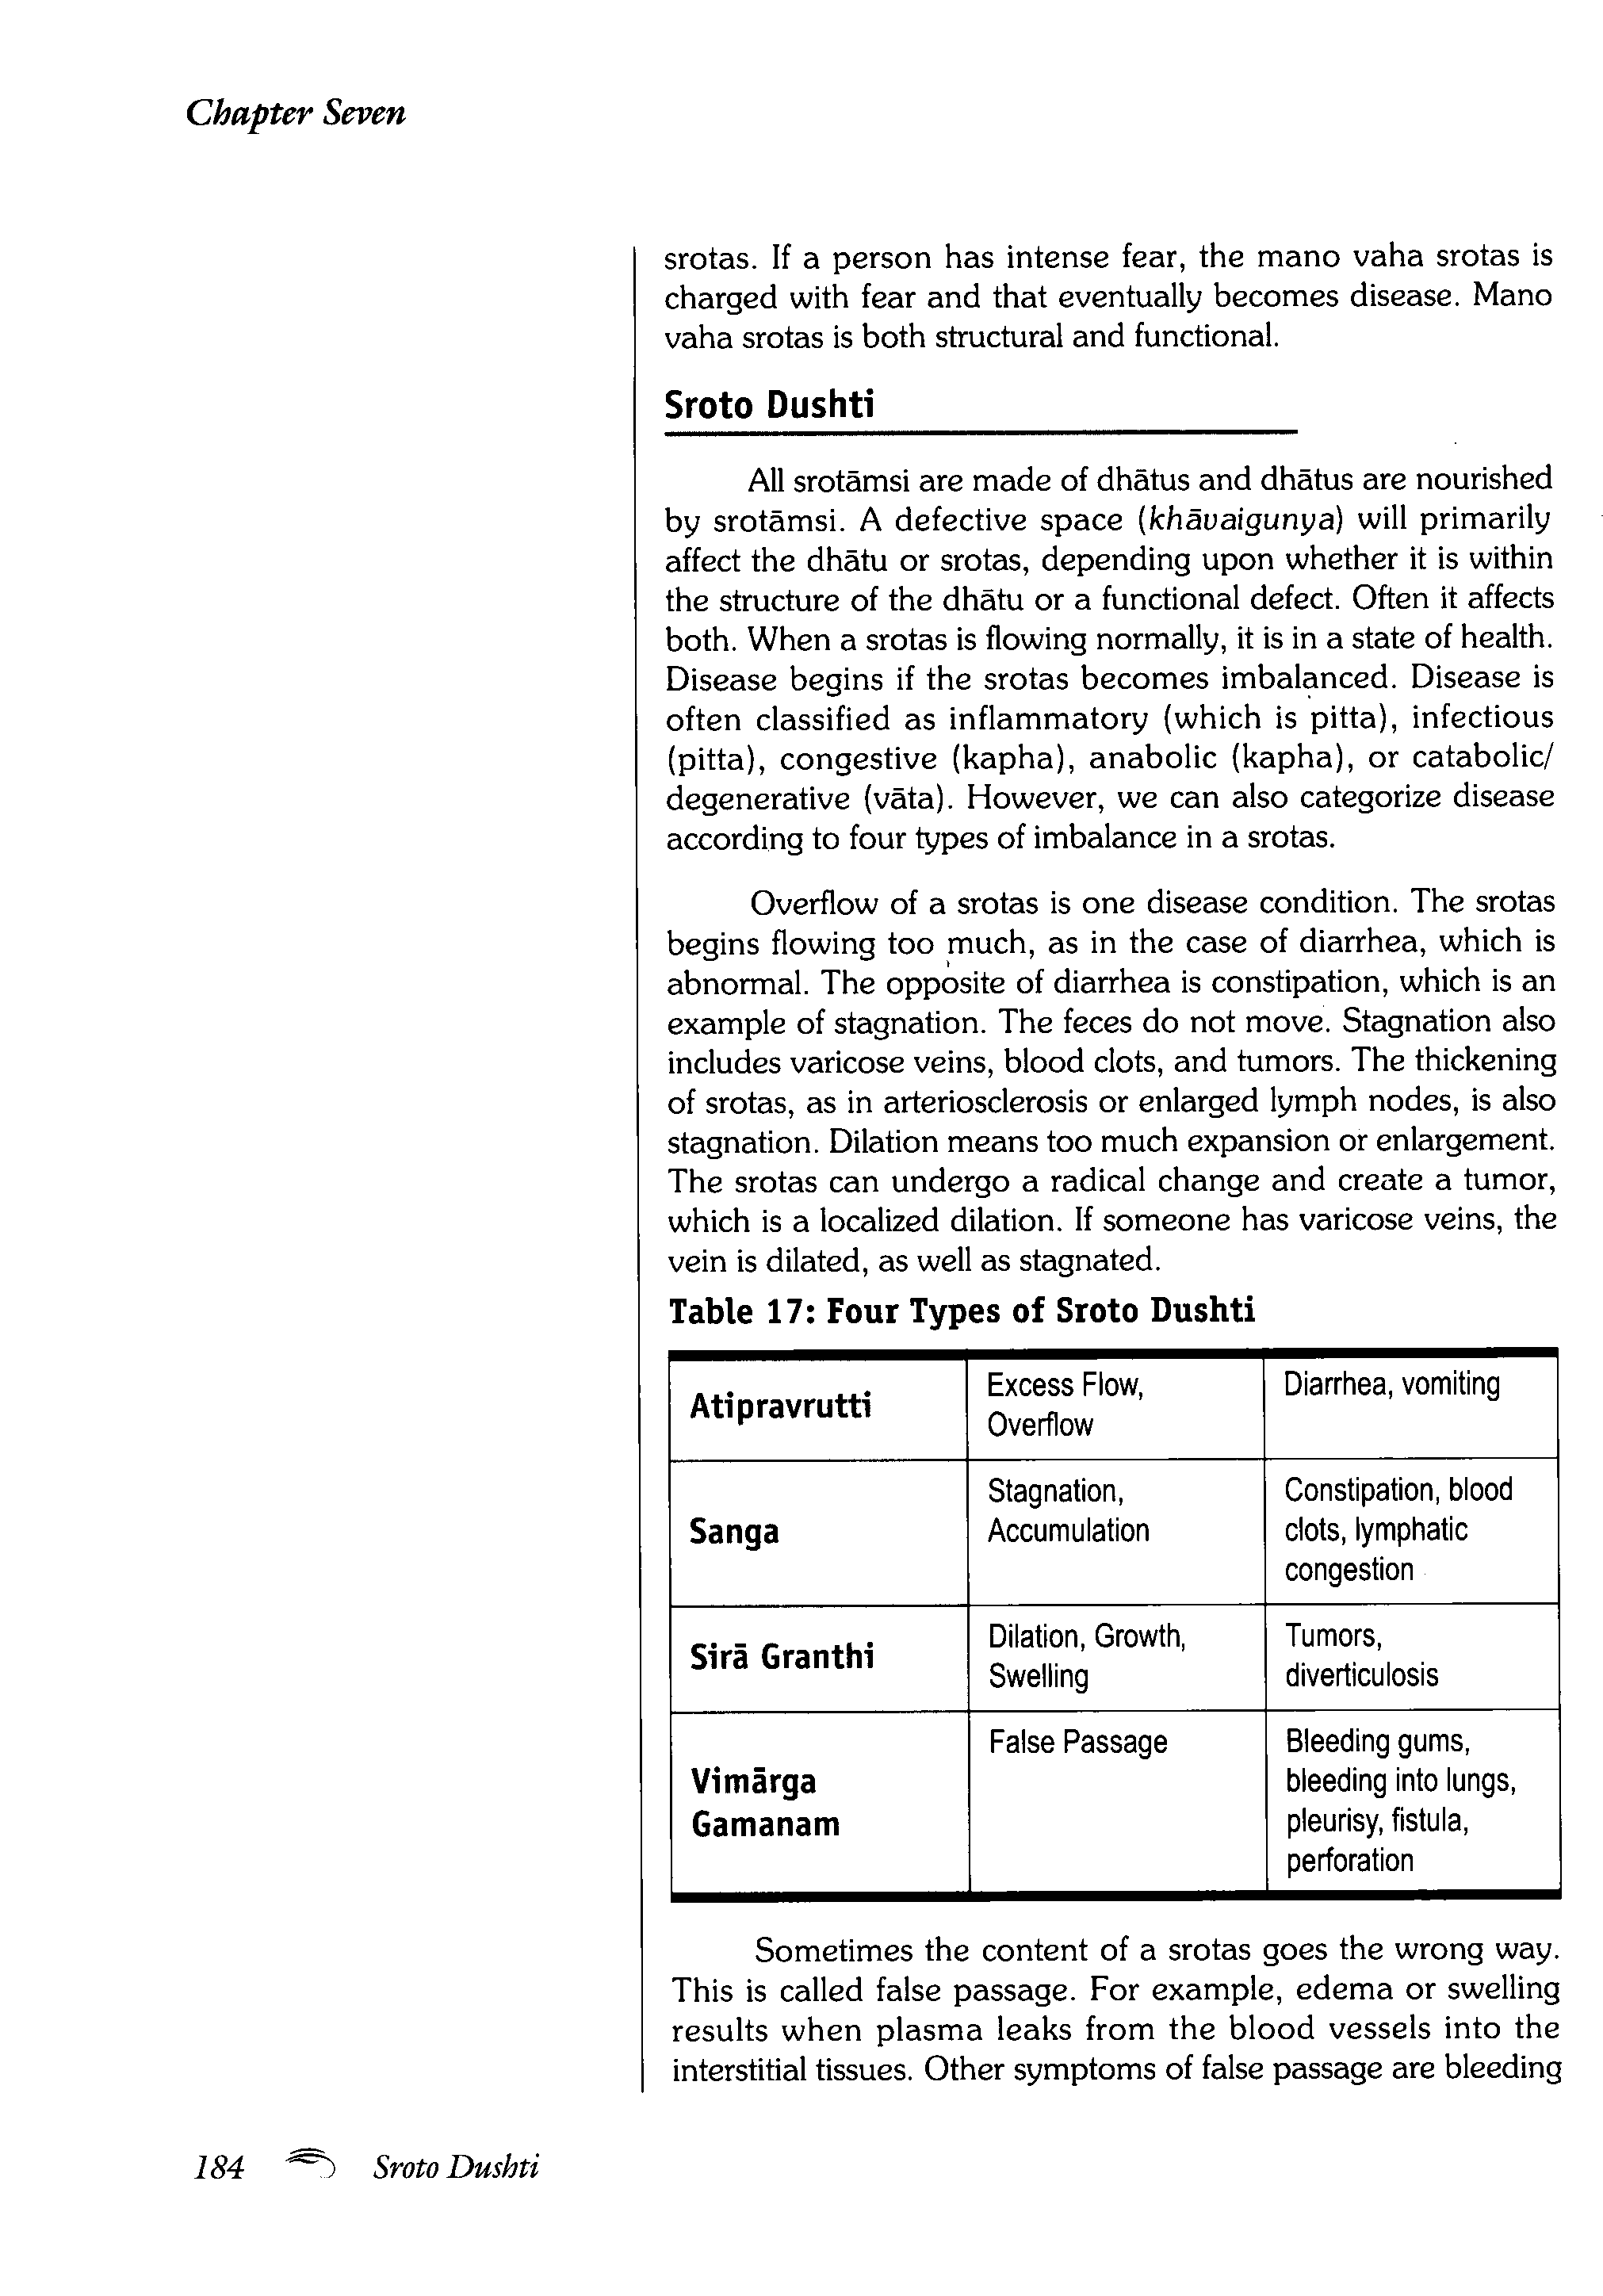 Chapter Seven
srotas. If a person has intense fear, the mano vaha srotas is
charged with fear and that eventually becomes disease. Mano
vaha srotas is both structural and functional.
Sroto Dushti
All srotāmsi are made of dhātus and dhātus are nourished
by srotāmsi. A defective space (khāvaigunya) will primarily
affect the dhātu or srotas, depending upon whether it is within
the structure of the dhātu or a functional defect. Often it affects
both. When a srotas is flowing normally, it is in a state of health.
Disease begins if the srotas becomes imbalanced. Disease is
often classified as inflammatory (which is pitta), infectious
(pitta), congestive (kapha), anabolic (kapha), or catabolic/
degenerative (vāta). However, we can also categorize disease
according to four types of imbalance in a srotas.
Overflow of a srotas is one disease condition. The srotas
begins flowing too much, as in the case of diarrhea, which is
abnormal. The opposite of diarrhea is constipation, which is an
example of stagnation. The feces do not move. Stagnation also
includes varicose veins, blood clots, and tumors. The thickening
of srotas, as in arteriosclerosis or enlarged lymph nodes, is also
stagnation. Dilation means too much expansion or enlargement.
The srotas can undergo a radical change and create a tumor,
which is a localized dilation. If someone has varicose veins, the
vein is dilated, as well as stagnated.
Table 17: Four Types of Sroto Dushti
Atipravrutti
Excess Flow,
Overflow
Diarrhea, vomiting
Sanga
Stagnation,
Accumulation
Constipation, blood
clots, lymphatic
congestion
Sirā Granthi
Dilation, Growth,
Swelling
Tumors,
diverticulosis
Vimārga
Gamanam
False Passage
Bleeding gums,
bleeding into lungs,
pleurisy, fistula,
perforation
Sometimes the content of a srotas goes the wrong way.
This is called false passage. For example, edema or swelling
results when plasma leaks from the blood vessels into the
interstitial tissues. Other symptoms of false passage are bleeding
184 Sroto Dushti